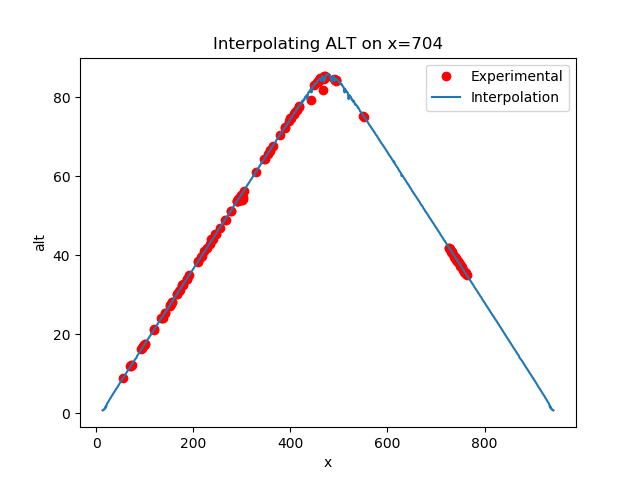 Interpolating ALT on x=704
Experimental
Interpolation
80
60
40
20
0
alt
0 200 400 600 800
x